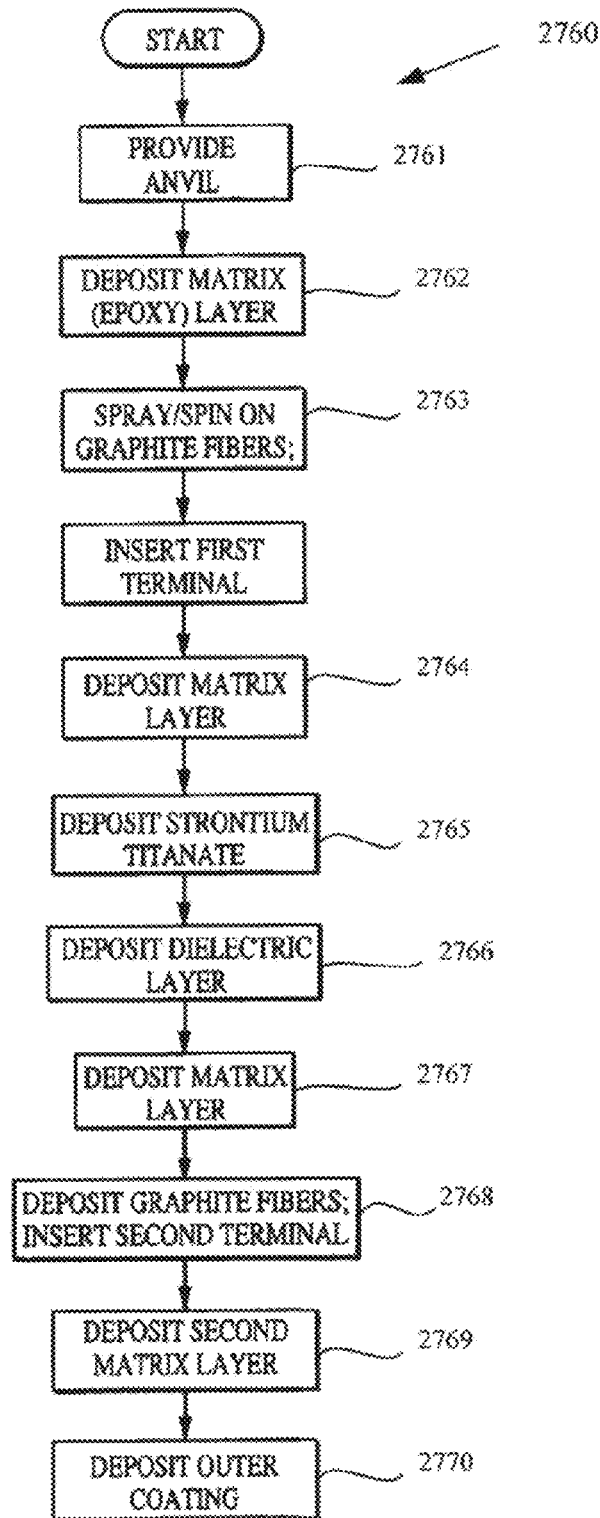 START
2760
PROVIDE
ANVIL
2761
DEPOSIT MATRIX
(EPOXY) LAYER
2762
SPRAY/SPIN ON
GRAPHITE FIBERS;
2763
INSERT FIRST
TERMINAL
DEPOSIT MATRIX
LAYER
2764
DEPOSIT STRONTIUM
TITANATE
2765
DEPOSIT DIELECTRIC
LAYER
2766
DEPOSIT MATRIX
LAYER
2767
DEPOSIT GRAPHITE FIBERS;
INSERT SECOND TERMINAL
2768
DEPOSIT SECOND
MATRIX LAYER
2769
DEPOSIT OUTER
COATING
2770